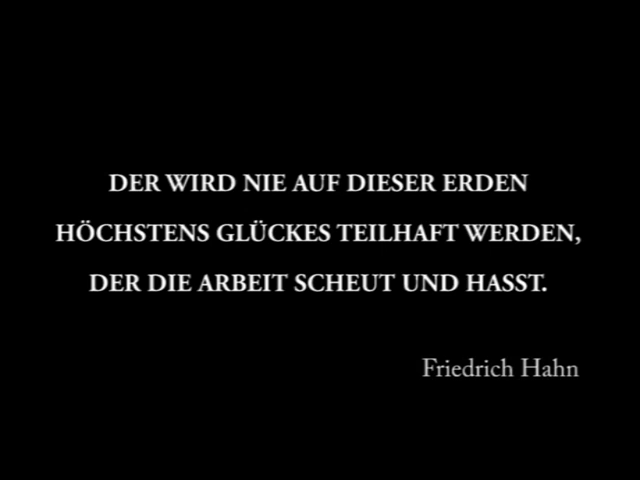 DER WIRD NIE AUF DIESER ERDEN
HÖCHSTENS GLÜCKES TEILHAFT WERDEN,
DER DIE ARBEIT SCHEUT UND HASST.
Friedrich Hahn